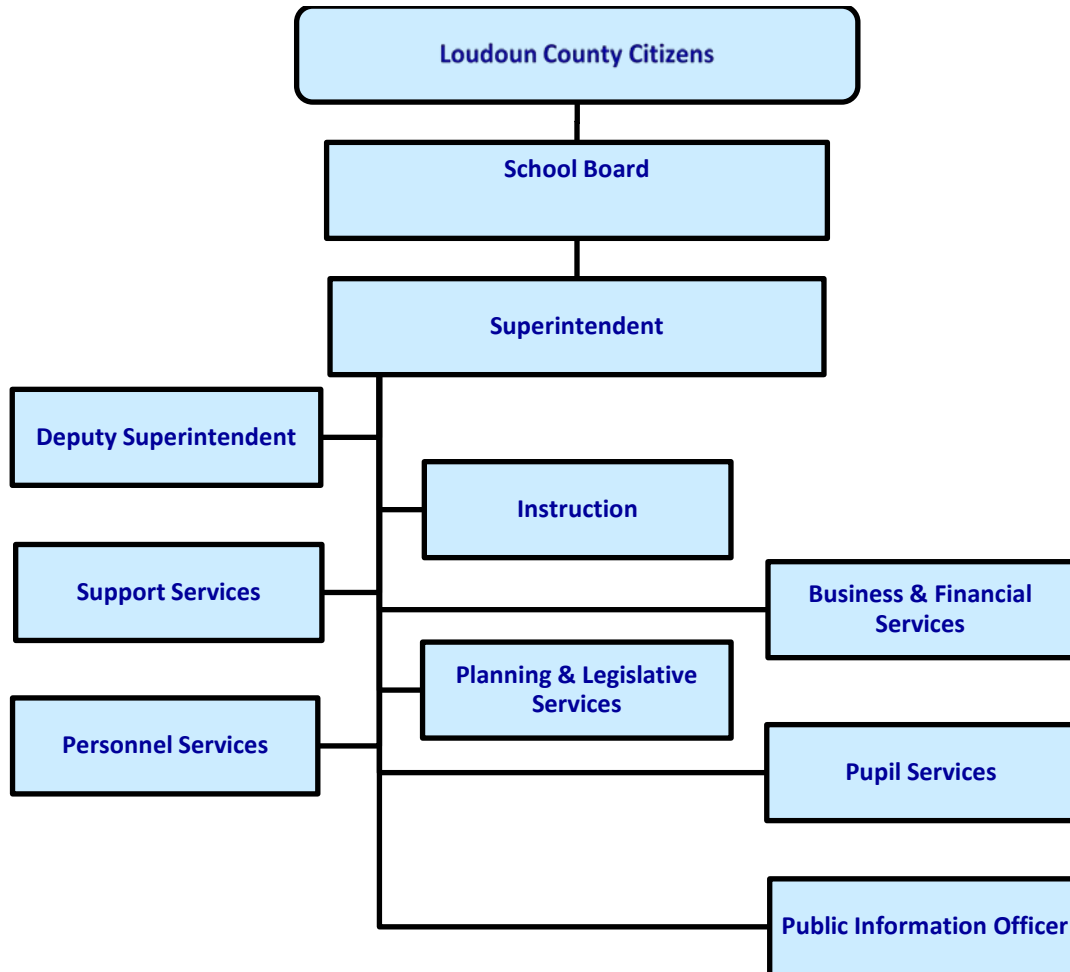 Loudoun County Citizens
School Board
Superintendent
Deputy Superintendent
Instruction
Support Services
Business & Financial
Services
Planning & Legislative
Services
Personnel Services
Pupil Services
Public Information Officer